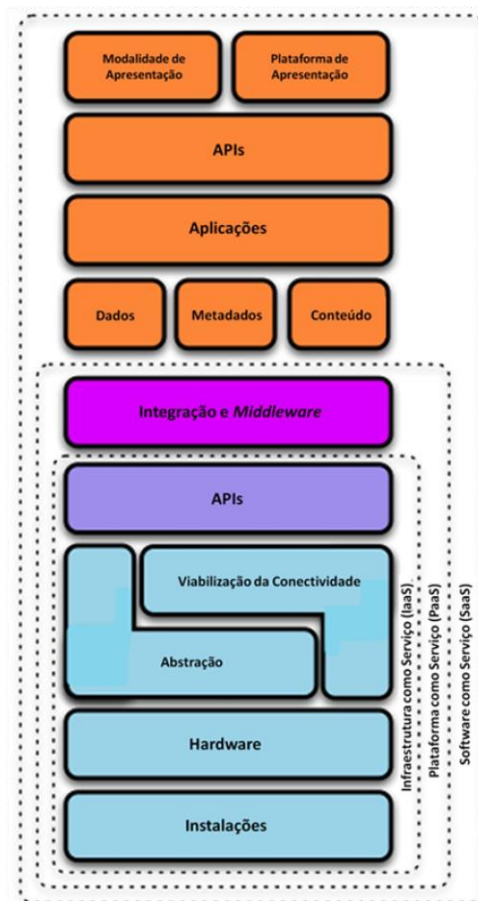 Modalidade de
Apresentação
Plataforma de
Apresentação
APIs
Aplicações
Dados
Metadados
Conteúdo
Integração e Middleware
APIs
Viabilização da Conectividade
Abstração
Hardware
Instalações
Infraestrutura como Serviço (IaaS)
Plataforma como Serviço (PaaS)
Software como Serviço (SaaS)